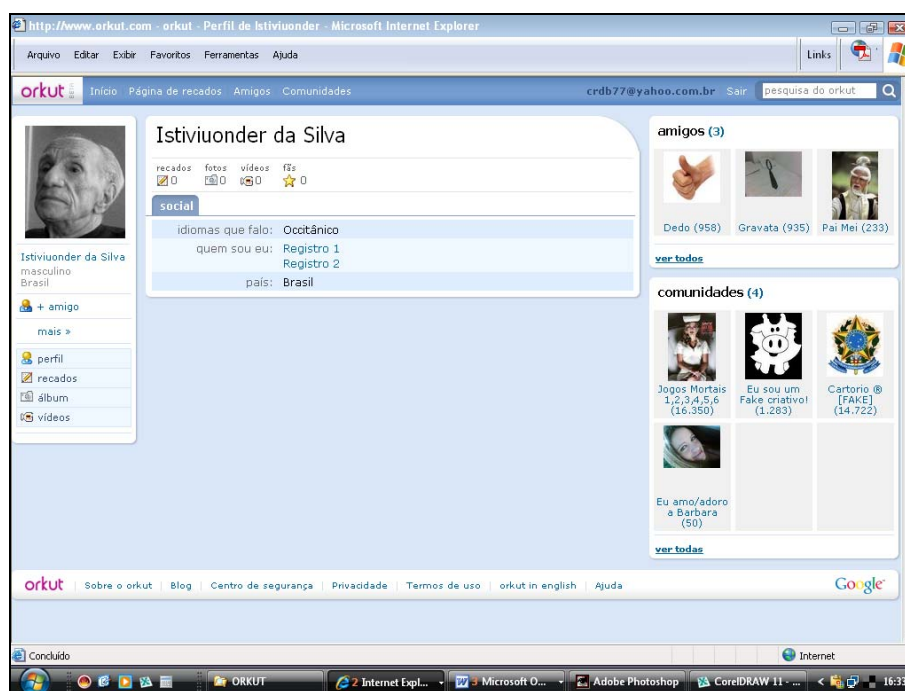 http://www.orkut.com - orkut - Perfil de Istiviuonder - Microsoft Internet Explorer
Arquivo Editar Exibir Favoritos Ferramentas Ajuda
Links
orkut Início Página de recados Amigos Comunidades
crdb77@yahoo.com.br Sair pesquisa do orkut
Istiviuonder da Silva
masculino
Brasil
+ amigo
mais »
perfil
recados
álbum
vídeos
Istiviuonder da Silva
recados fotos vídeos fãs
0 0 0 0
social
idiomas que falo: Occitânico
quem sou eu: Registro 1
Registro 2
país: Brasil
amigos (3)
Dedo (958) Gravata (935) Pai Mei (233)
ver todos
comunidades (4)
Jogos Mortais 1,2,3,4,5,6 (16.350)
Eu sou um Fake criativo! (1.283)
Cartorio ® [FAKE] (14.722)
Eu amo/adoro a Barbara (50)
ver todas
orkut Sobre o orkut Blog Centro de segurança Privacidade Termos de uso orkut in english Ajuda
Google
Concluído
Internet
ORKUT 2 Internet Expl... 3 Microsoft O... Adobe Photoshop CorelDRAW 11 - ... 16:33